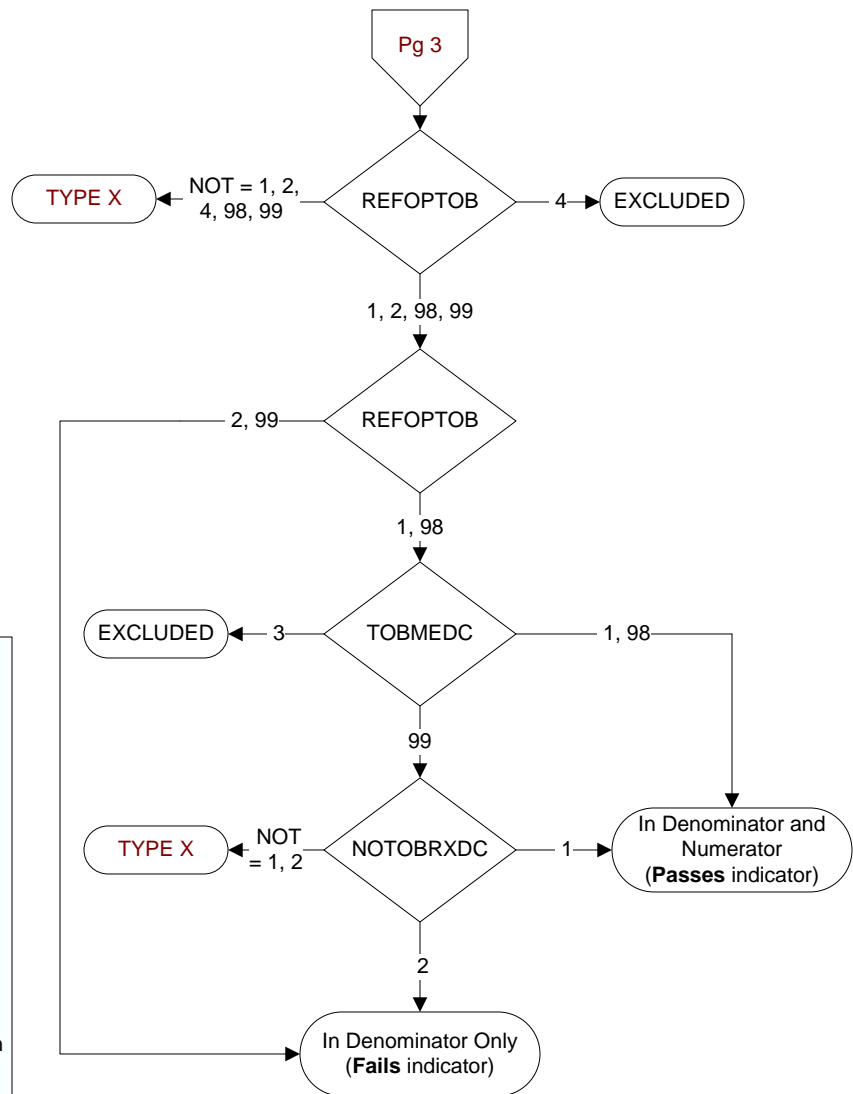 Pg 3
TYPE X
NOT = 1, 2,
4, 98, 99
REFOPTOB
4
EXCLUDED
1, 2, 98, 99
2, 99
REFOPTOB
1, 98
EXCLUDED
3
TOBMEDC
1, 98
99
TYPE X
NOT
= 1, 2
NOTOBRXDC
1
In Denominator and
Numerator
(Passes indicator)
2
In Denominator Only
(Fails indicator)